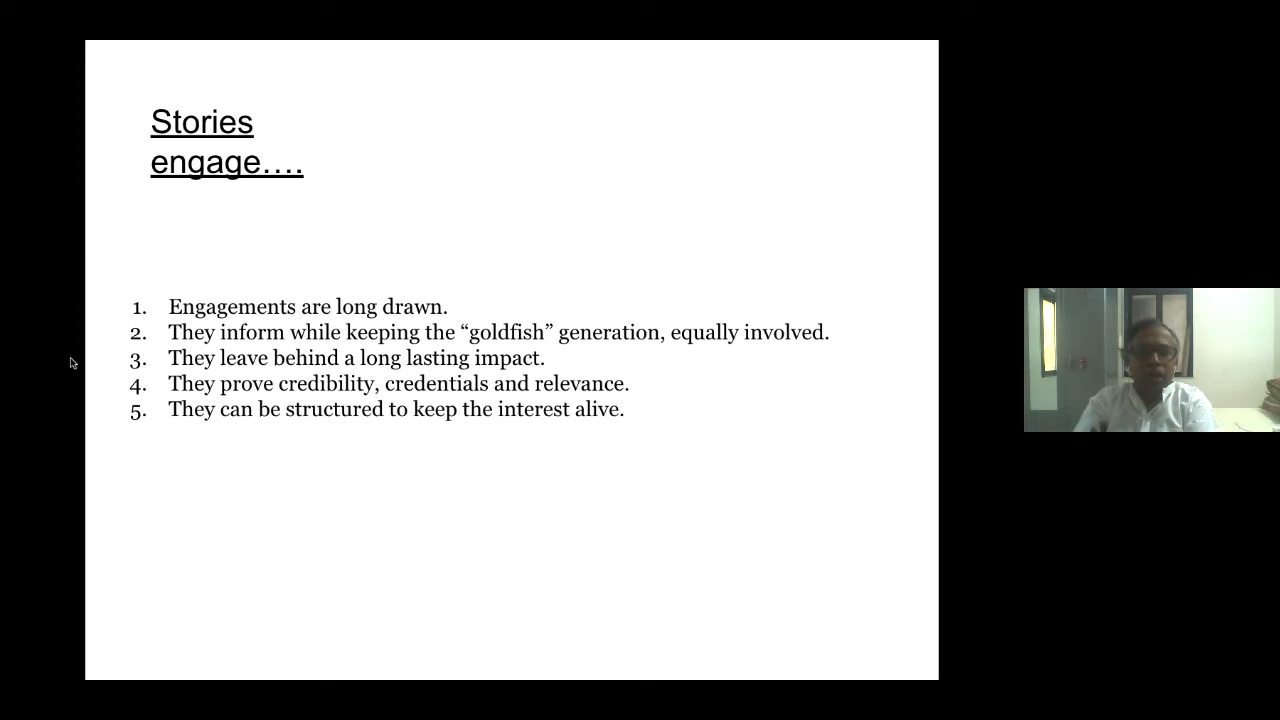 Stories
engage….
1. Engagements are long drawn.
2. They inform while keeping the “goldfish” generation, equally involved.
3. They leave behind a long lasting impact.
4. They prove credibility, credentials and relevance.
5. They can be structured to keep the interest alive.